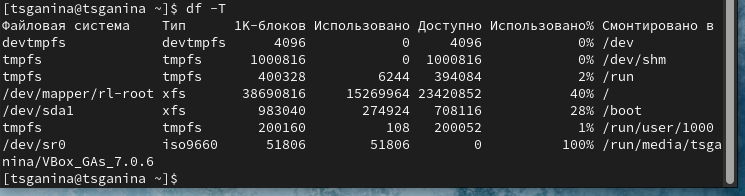 [tsganina@tsganina ~]$ df -T
Файловая система     Тип      1K-блоков Использовано Доступно Использовано% Смонтировано в
devtmpfs             devtmpfs      4096            0     4096            0% /dev
tmpfs                tmpfs      1000816            0  1000816            0% /dev/shm
tmpfs                tmpfs       400328         6244   394084            2% /run
/dev/mapper/rl-root  xfs       38690816     15269964 23420852           40% /
/dev/sda1            xfs         983040       274924   708116           28% /boot
tmpfs                tmpfs       200160          108   200052            1% /run/user/1000
/dev/sr0             iso9660      51806        51806        0          100% /run/media/tsga
nina/VBox_GAs_7.0.6
[tsganina@tsganina ~]$